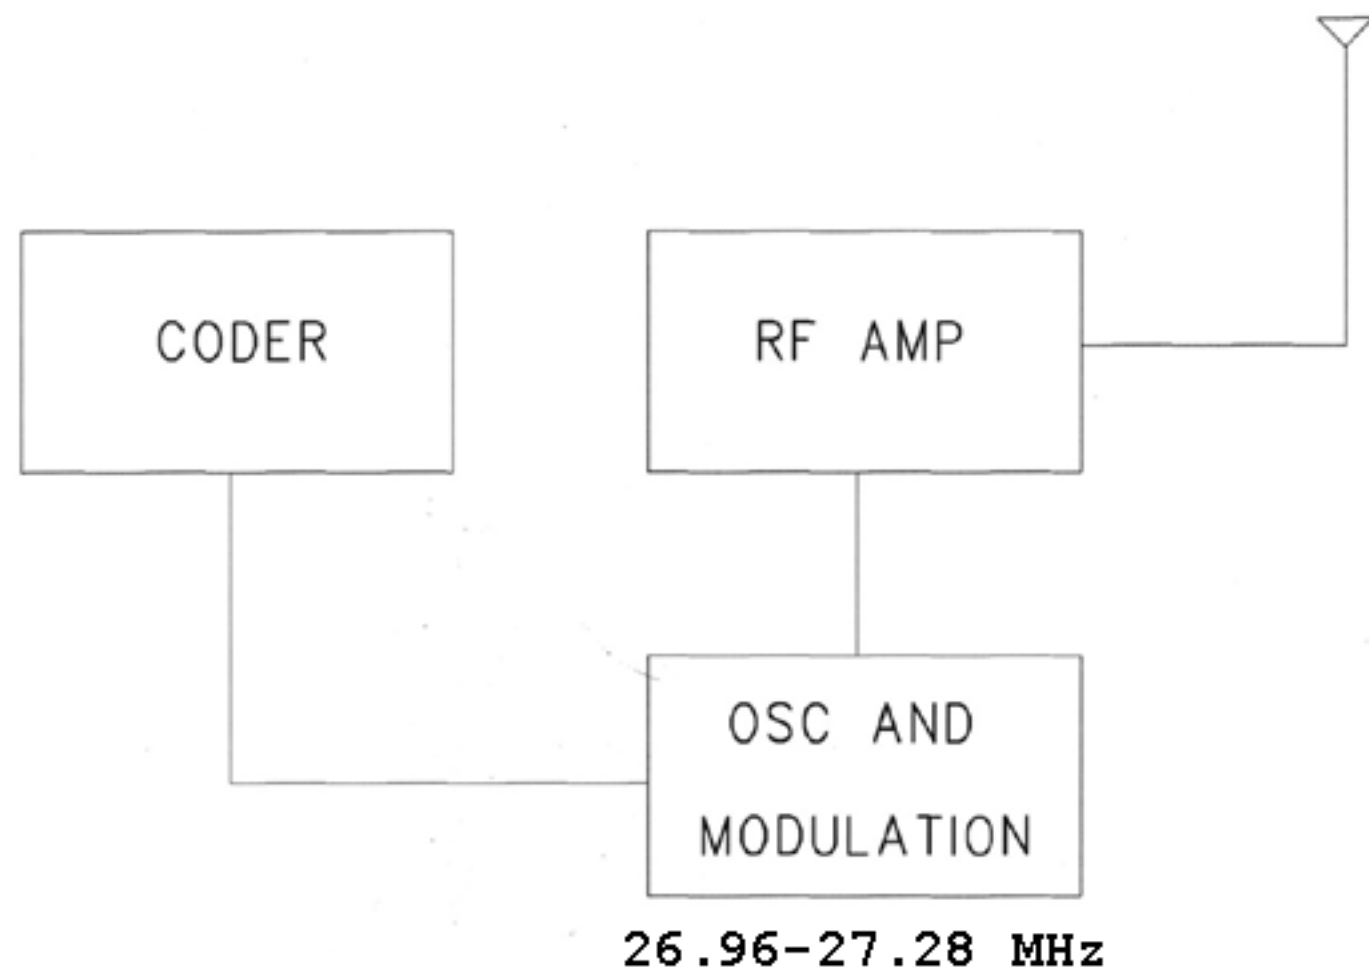 CODER
RF AMP
OSC AND
MODULATION
26.96-27.28 MHz